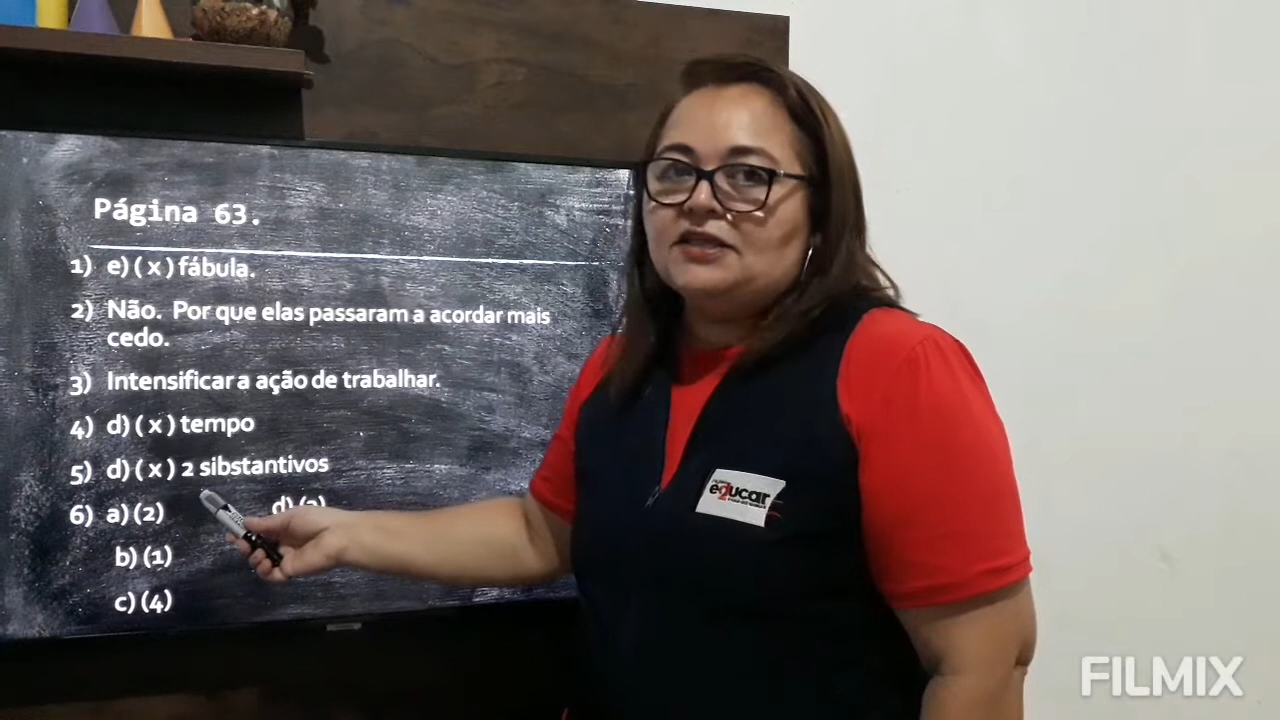 Página 63.
1) e) ( x ) fábula.
2) Não. Por que elas passaram a acordar mais
cedo.
3) Intensificar a ação de trabalhar.
4) d) ( x ) tempo
5) d) ( x ) 2 sibstantivos
6) a) (2) d)
b) (1)
c) (4)
educar
FILMIX